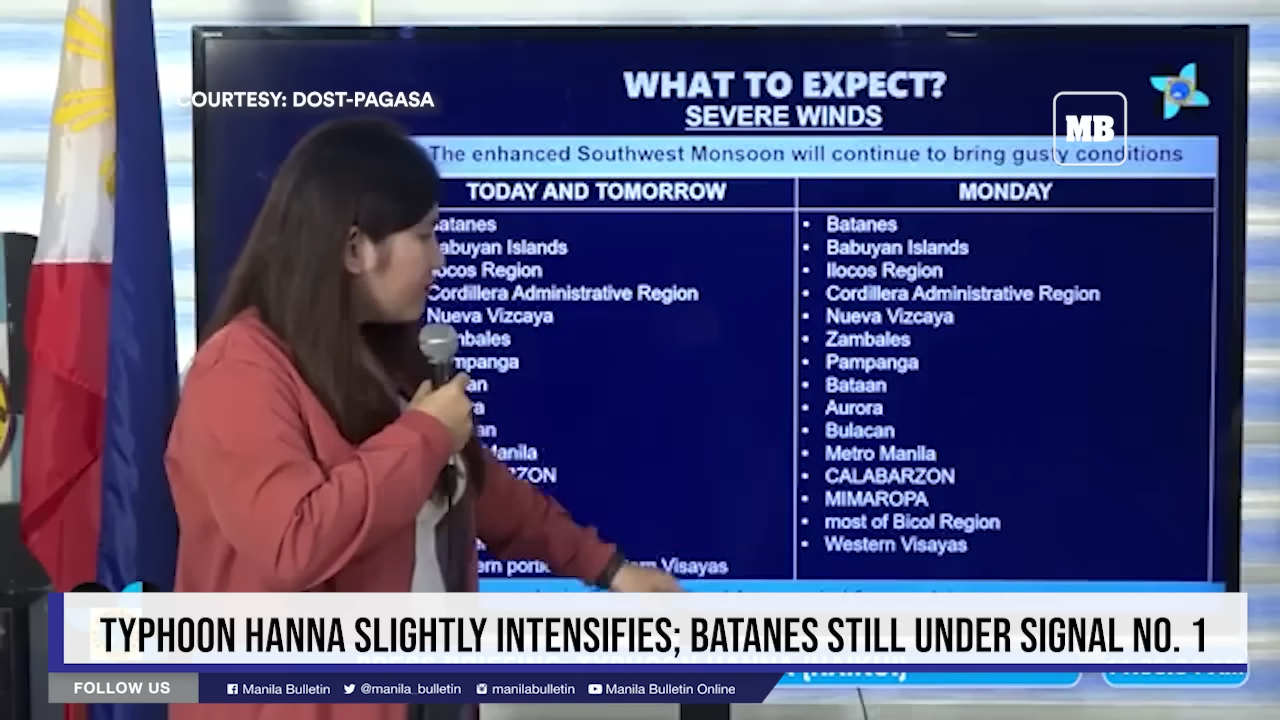 WHAT TO EXPECT?
COURTESY: DOST-PAGASA
SEVERE WINDS
MB
The enhanced Southwest Monsoon will continue to bring gusty conditions
TODAY AND TOMORROW
Batanes
Babuyan Islands
Ilocos Region
Cordillera Administrative Region
Nueva Vizcaya
Zambales
Pampanga
Manila
MONDAY
• Batanes
• Babuyan Islands
• Ilocos Region
• Cordillera Administrative Region
• Nueva Vizcaya
• Zambales
• Pampanga
• Bataan
• Aurora
• Bulacan
• Metro Manila
• CALABARZON
• MIMAROPA
• most of Bicol Region
• Western Visayas
Visayas
TYPHOON HANNA SLIGHTLY INTENSIFIES; BATANES STILL UNDER SIGNAL NO. 1
FOLLOW US
Manila Bulletin @manila_bulletin manilabulletin Manila Bulletin Online